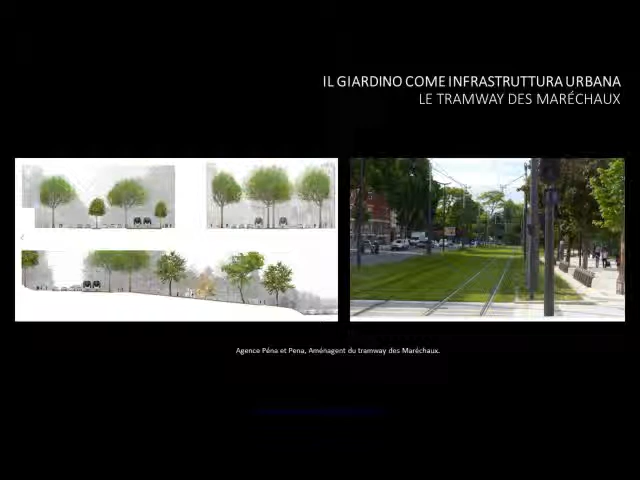 IL GIARDINO COME INFRASTRUTTURA URBANA
LE TRAMWAY DES MARÉCHAUX
Agence Péna et Pena, Aménagent du tramway des Maréchaux.